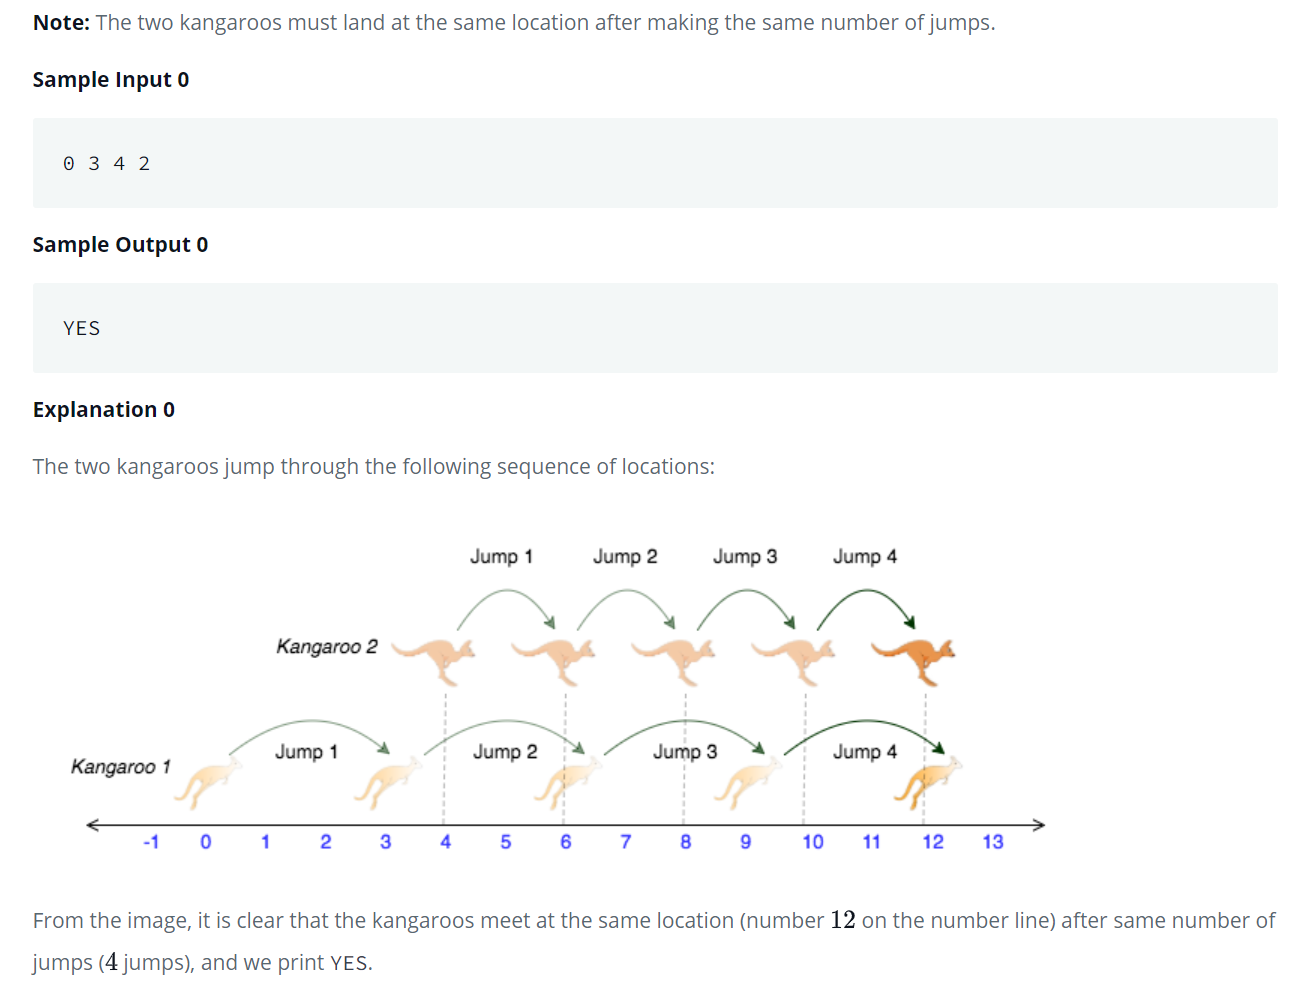 Note: The two kangaroos must land at the same location after making the same number of jumps.
Sample Input 0
0 3 4 2
Sample Output 0
YES
Explanation 0
The two kangaroos jump through the following sequence of locations:
Jump 1 Jump 2 Jump 3 Jump 4
Kangaroo 2
Jump 1 Jump 2 Jump 3 Jump 4
Kangaroo 1
-1 0 1 2 3 4 5 6 7 8 9 10 11 12 13
From the image, it is clear that the kangaroos meet at the same location (number 12 on the number line) after same number of
jumps (4 jumps), and we print YES.